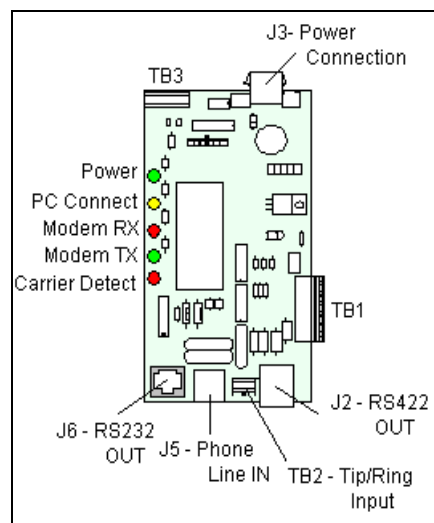 J3- Power
Connection
TB3
Power
PC Connect
Modem RX
Modem TX
Carrier Detect
TB1
J6 - RS232
OUT
J5 - Phone
Line IN
TB2 - Tip/Ring
Input
J2 - RS422
OUT